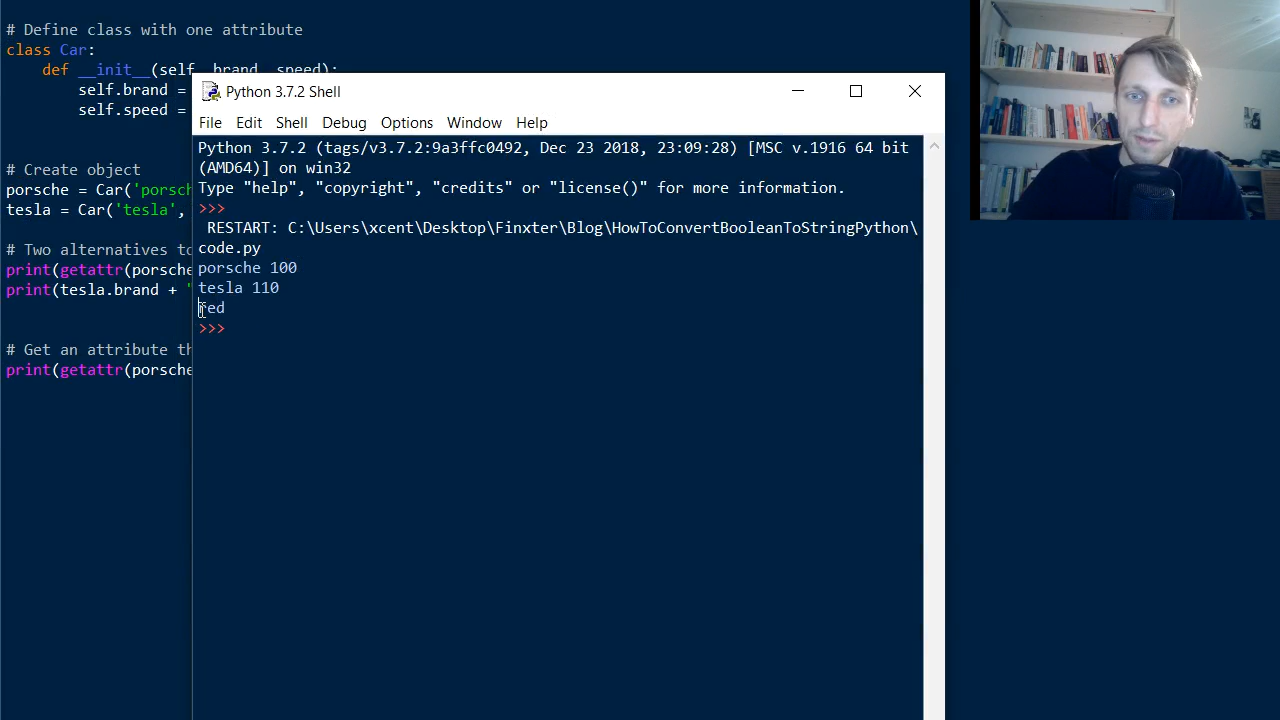 # Define class with one attribute
class Car:
def __init__(self, brand, speed):
self.brand =
self.speed =
# Create object
porsche = Car('porsch
tesla = Car('tesla',
# Two alternatives to
print(getattr(porsche
print(tesla.brand + "
# Get an attribute th
print(getattr(porsche
Python 3.7.2 Shell
File Edit Shell Debug Options Window Help
Python 3.7.2 (tags/v3.7.2:9a3ffc0492, Dec 23 2018, 23:09:28) [MSC v.1916 64 bit
(AMD64)] on win32
Type "help", "copyright", "credits" or "license()" for more information.
>>>
RESTART: C:\Users\xcent\Desktop\Finxter\Blog\HowToConvertBooleanToStringPython\
code.py
porsche 100
tesla 110
red
>>>